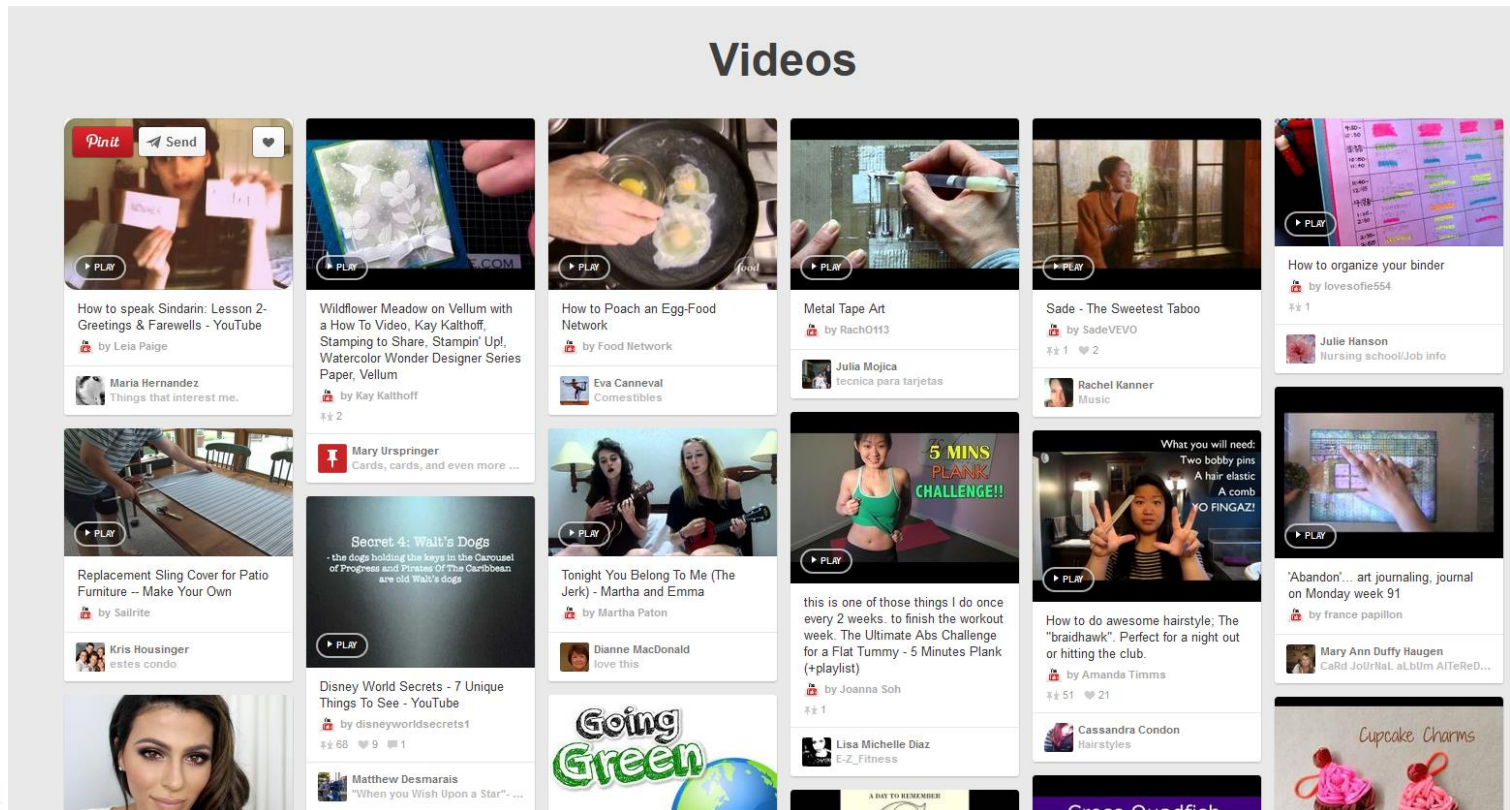 Videos
Pin it
Send
PLAY
How to speak Sindarin: Lesson 2-
Greetings & Farewells - YouTube
by Leia Paige
Maria Hernandez
Things that interest me.
PLAY
Replacement Sling Cover for Patio
Furniture -- Make Your Own
by Sailrite
Kris Housinger
estes condo
E.COM
PLAY
Wildflower Meadow on Vellum with
a How To Video, Kay Kalthoff,
Stamping to Share, Stampin' Up!,
Watercolor Wonder Designer Series
Paper, Vellum
by Kay Kalthoff
2
Mary Urspringer
Cards, cards, and even more ...
Secret 4: Walt's Dogs
- the dogs holding the keys in the Carousel
of Progress and Pirates Of The Caribbean
are old Walt's dogs
PLAY
Disney World Secrets - 7 Unique
Things To See - YouTube
by disneyworldsecrets1
68 9 1
Matthew Desmarais
"When you Wish Upon a Star"- ...
food
PLAY
How to Poach an Egg-Food
Network
by Food Network
Eva Canneval
Comestibles
PLAY
Tonight You Belong To Me (The
Jerk) - Martha and Emma
by Martha Paton
Dianne MacDonald
love this
Going
Green
PLAY
Metal Tape Art
by RachO113
Julia Mojica
tecnica para tarjetas
5 MINS
PLANK
CHALLENGE!!
PLAY
this is one of those things I do once
every 2 weeks. to finish the workout
week. The Ultimate Abs Challenge
for a Flat Tummy - 5 Minutes Plank
(+playlist)
by Joanna Soh
1
Lisa Michelle Diaz
E-Z_Fitness
A DAY TO REMEMBER
PLAY
Sade - The Sweetest Taboo
by SadeVEVO
1 2
Rachel Kanner
Music
What you will need:
Two bobby pins
A hair elastic
A comb
YO FINGAZ!
PLAY
How to do awesome hairstyle; The
"braidhawk". Perfect for a night out
or hitting the club.
by Amanda Timms
51 21
Cassandra Condon
Hairstyles
PLAY
How to organize your binder
by lovesofie554
1
Julie Hanson
Nursing school/Job info
PLAY
'Abandon'... art journaling, journal
on Monday week 91
by france papillon
Mary Ann Duffy Haugen
CaRd JoUrNaL aLbUm AlTeReD...
Cupcake Charms